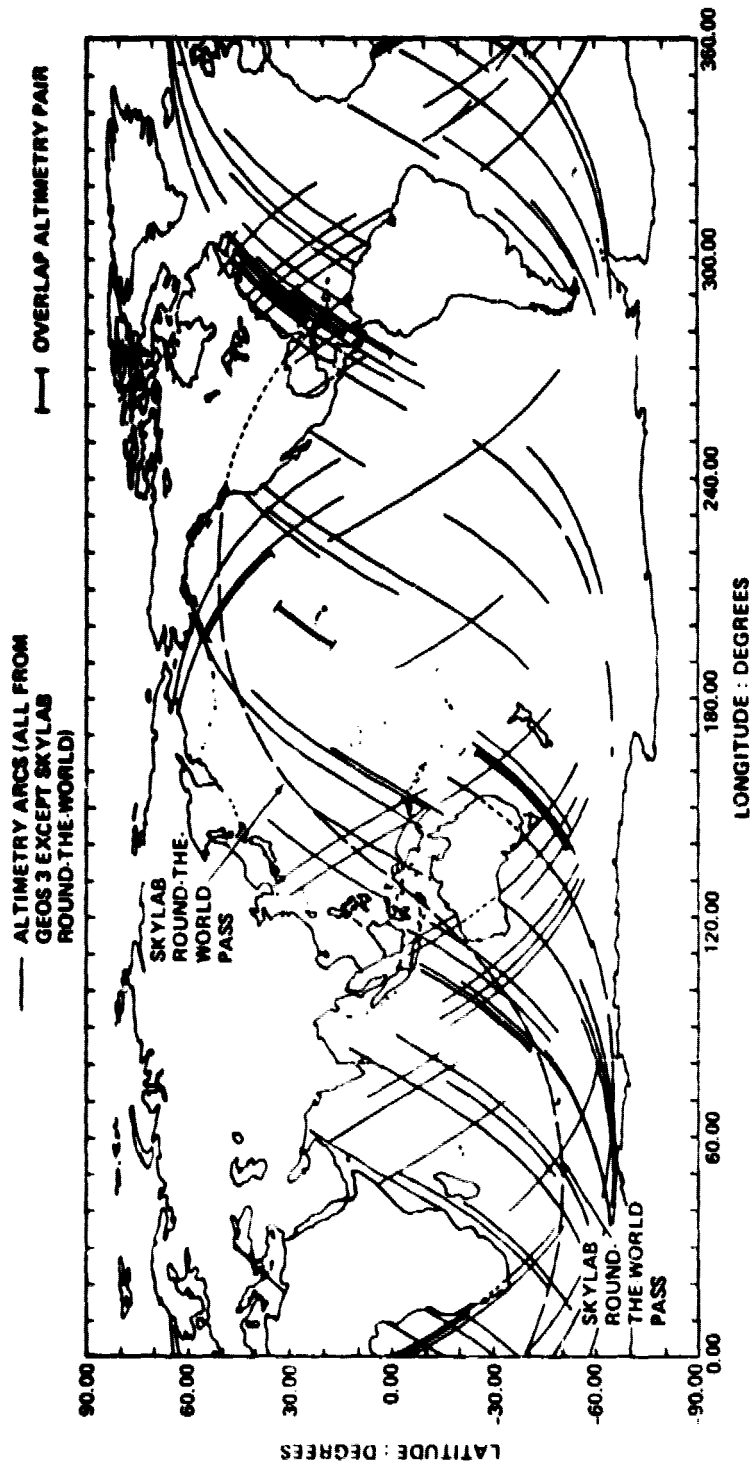 ALTIMETRY ARCS (ALL FROM
GEOS 3 EXCEPT SKYLAB
ROUND-THE-WORLD)
OVERLAP ALTIMETRY PAIR
SKYLAB
ROUND-THE-
WORLD
PASS
SKYLAB
ROUND-
THE WORLD
PASS
90.00
60.00
30.00
0.00
-30.00
-60.00
-90.00
LATITUDE : DEGREES
0.00
60.00
120.00
180.00
240.00
300.00
360.00
LONGITUDE : DEGREES